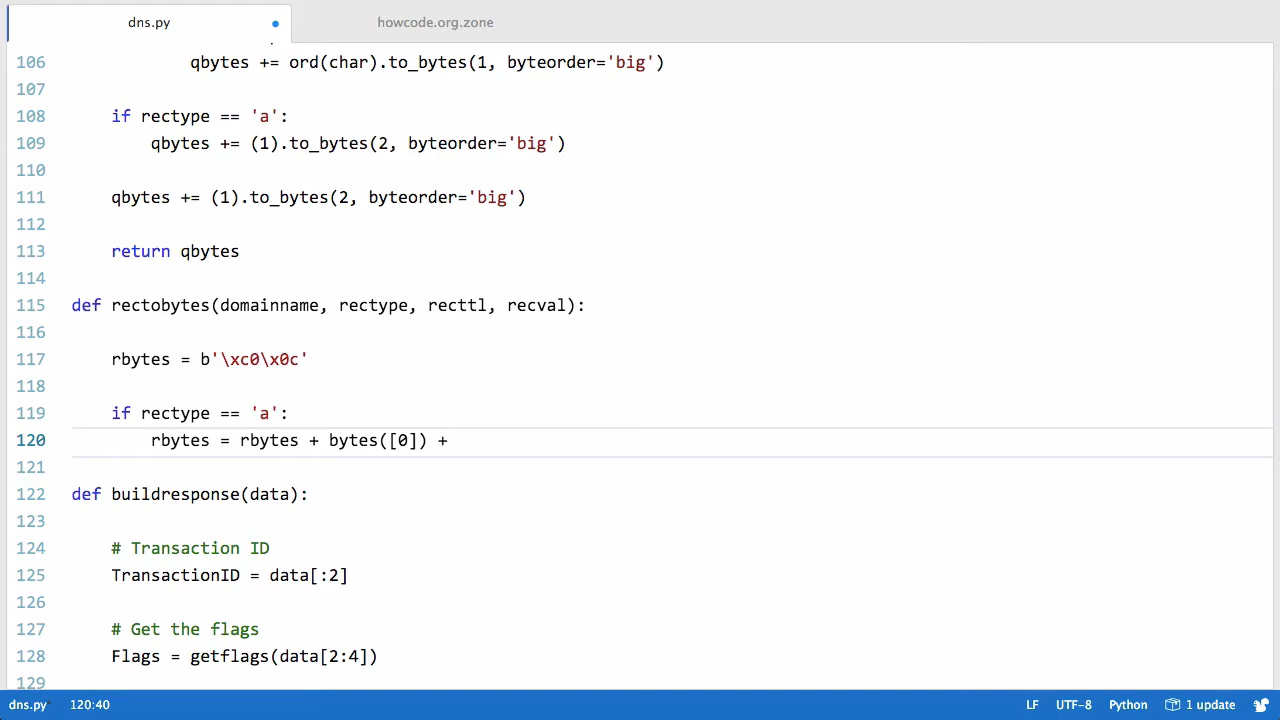 dns.py
howcode.org.zone
106 qbytes += ord(char).to_bytes(1, byteorder='big')
107
108 if rectype == 'a':
109 qbytes += (1).to_bytes(2, byteorder='big')
110
111 qbytes += (1).to_bytes(2, byteorder='big')
112
113 return qbytes
114
115 def rectobytes(domainname, rectype, recttl, recval):
116
117 rbytes = b'\xc0\x0c'
118
119 if rectype == 'a':
120 rbytes = rbytes + bytes([0]) +
121
122 def buildresponse(data):
123
124 # Transaction ID
125 TransactionID = data[:2]
126
127 # Get the flags
128 Flags = getflags(data[2:4])
129
dns.py 120:40 LF UTF-8 Python 1 update